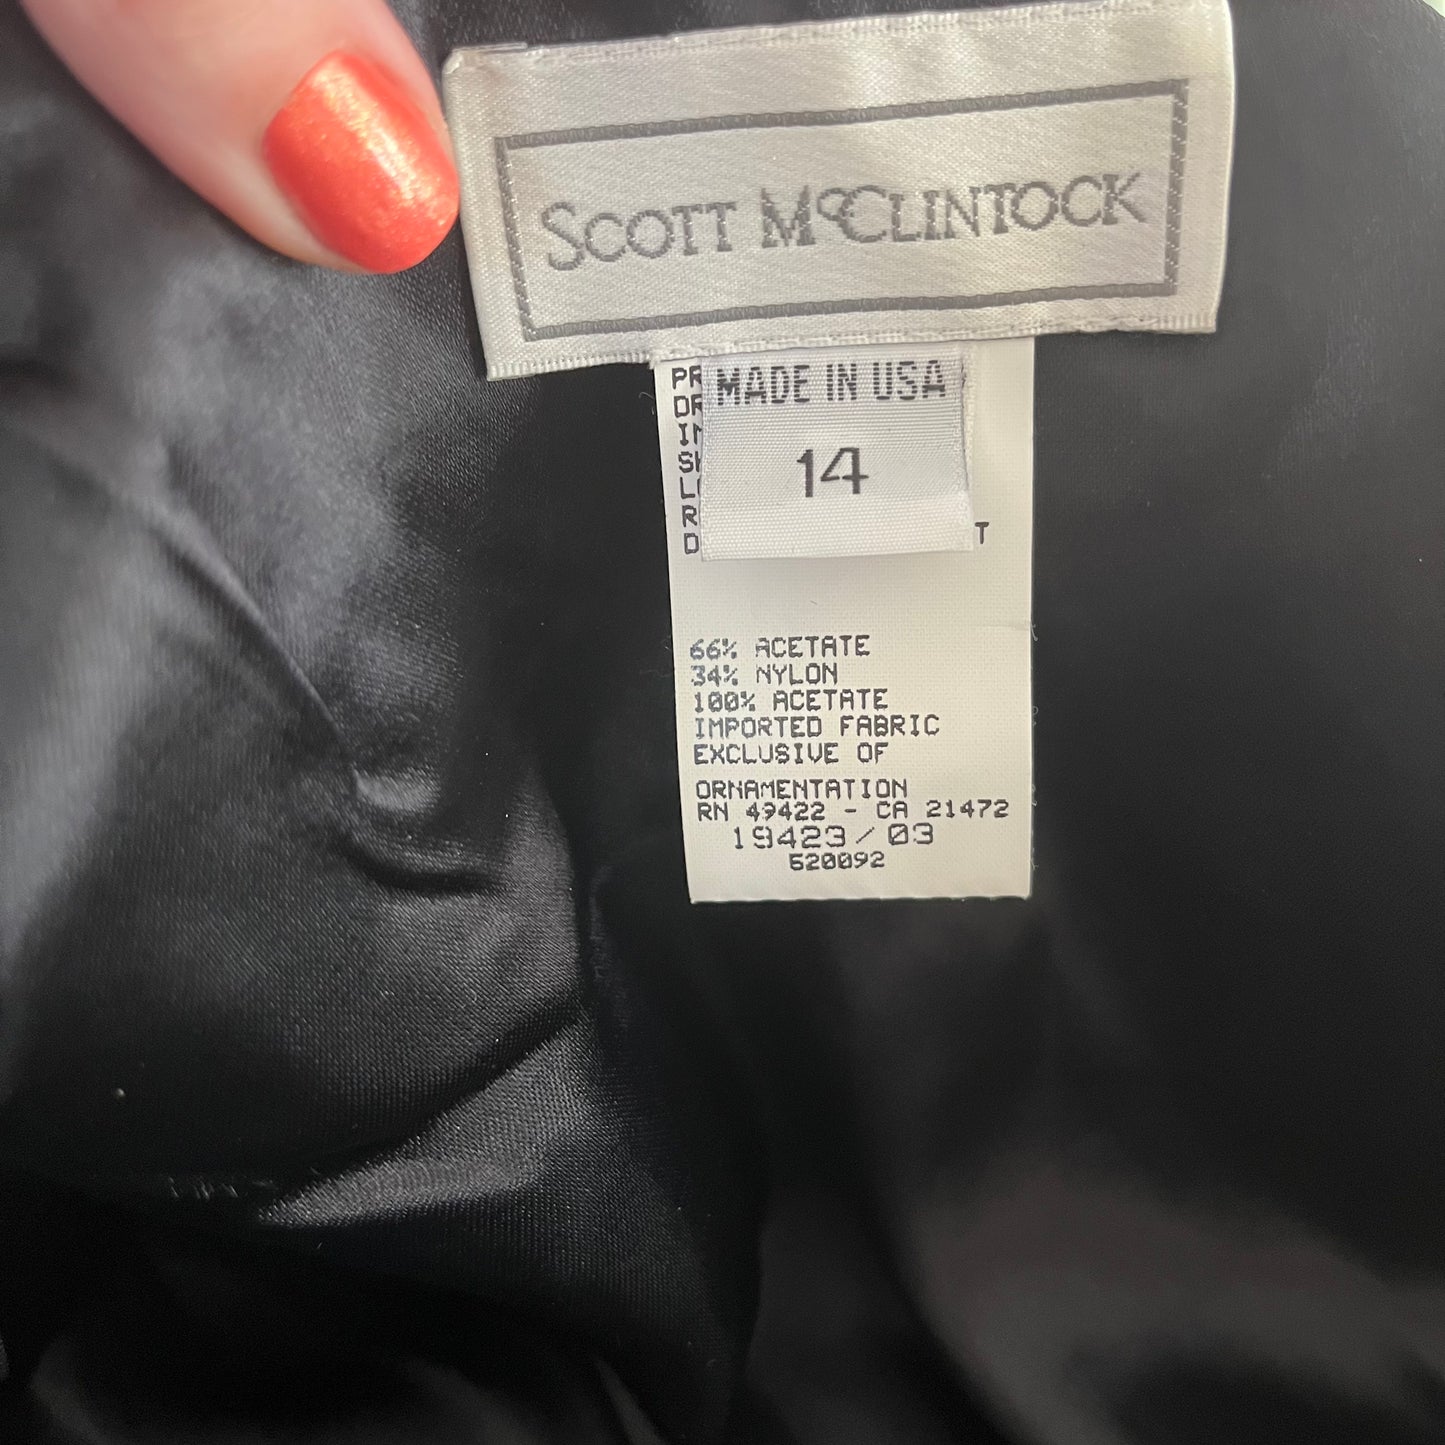 SCOTT McCLINTOCK
MADE IN USA
14
66% ACETATE
34% NYLON
100% ACETATE
IMPORTED FABRIC
EXCLUSIVE OF
ORNAMENTATION
RN 49422 - CA 21472
19423/03
620092